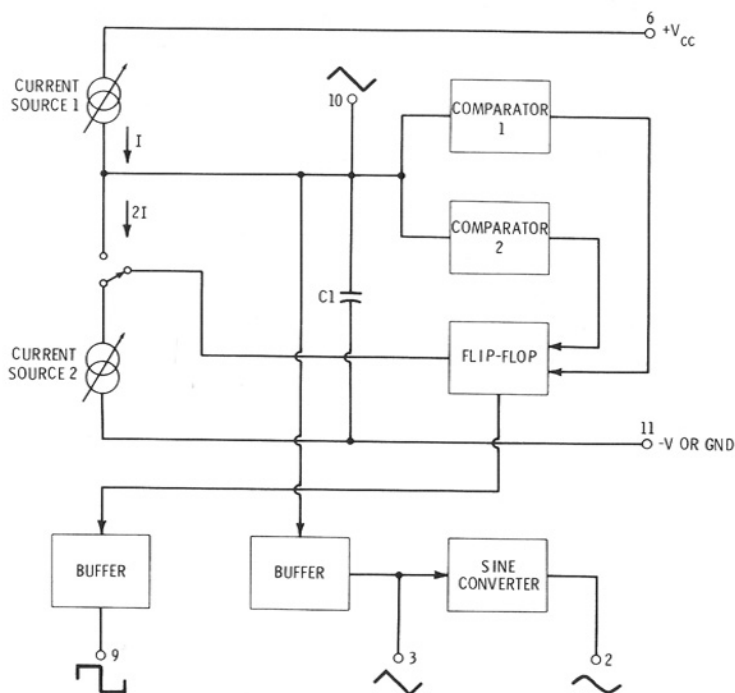 6
+VCC
CURRENT
SOURCE 1
10
COMPARATOR
1
I
2I
COMPARATOR
2
C1
CURRENT
SOURCE 2
FLIP-FLOP
11
-V OR GND
BUFFER
BUFFER
SINE
CONVERTER
9
3
2